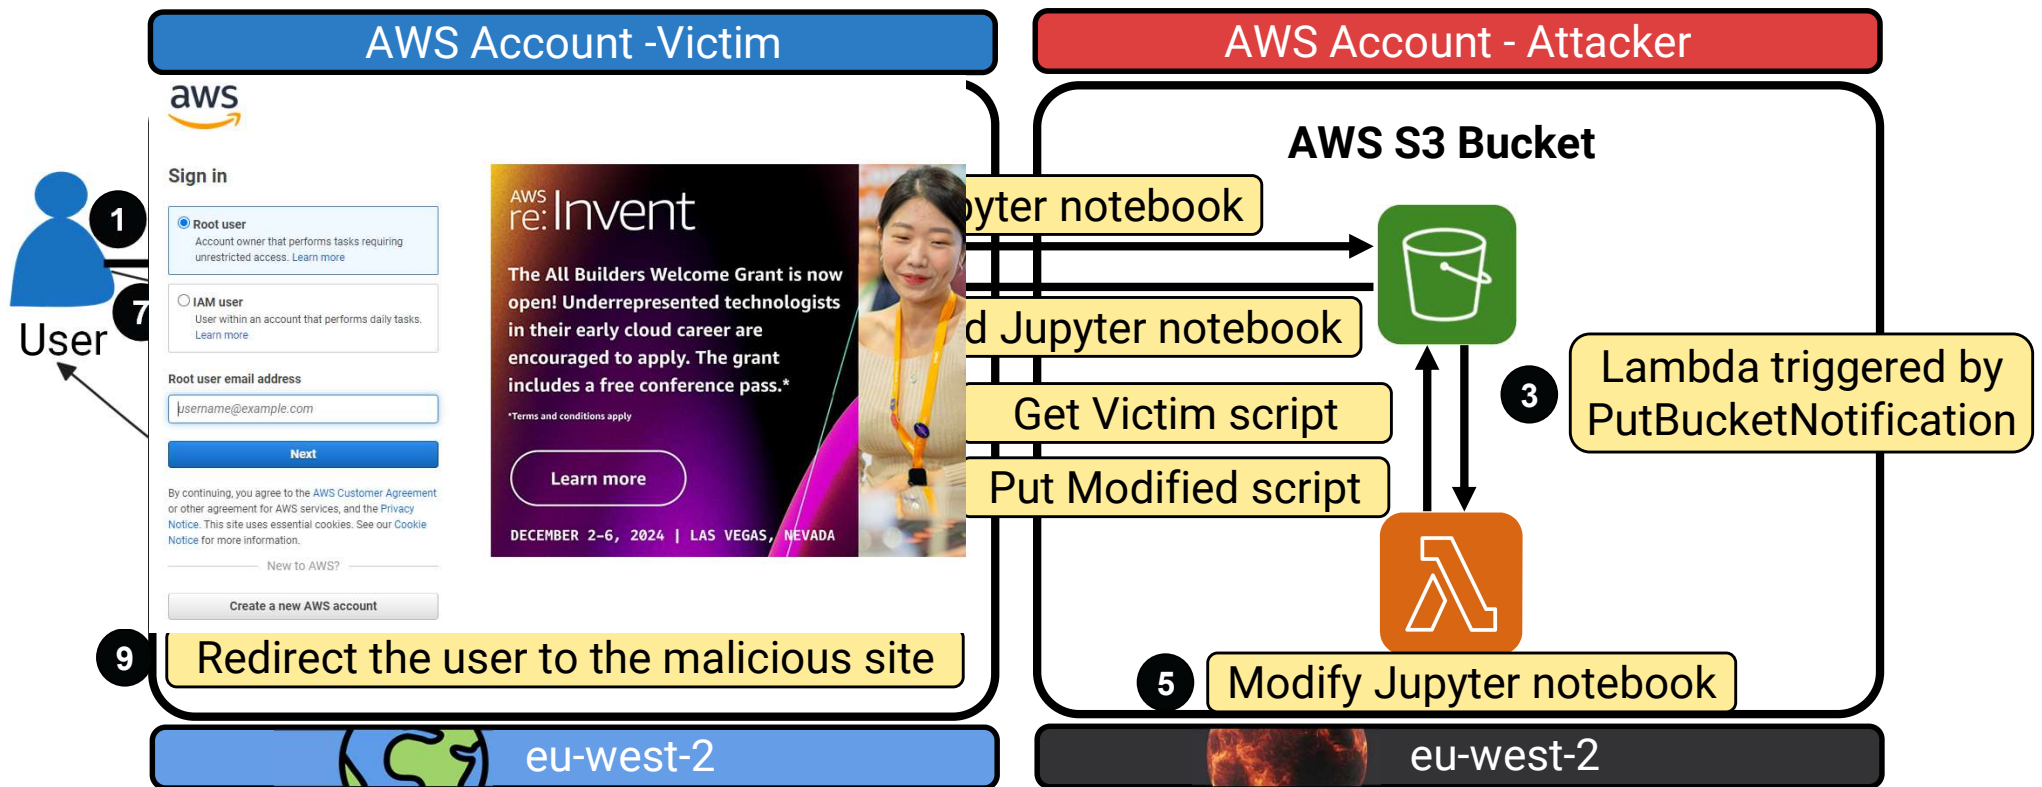 AWS Account -Victim
AWS Account - Attacker
aws
Sign in
Root user
Account owner that performs tasks requiring
unrestricted access. Learn more
IAM user
User within an account that performs daily tasks.
Learn more
Root user email address
username@example.com
Next
By continuing, you agree to the AWS Customer Agreement
or other agreement for AWS services, and the Privacy
Notice. This site uses essential cookies. See our Cookie
Notice for more information.
New to AWS?
Create a new AWS account
AWS
re:Invent
The All Builders Welcome Grant is now
open! Underrepresented technologists
in their early cloud career are
encouraged to apply. The grant
includes a free conference pass.*
*Terms and conditions apply
Learn more
DECEMBER 2-6, 2024 | LAS VEGAS, NEVADA
1
7
User
9
Redirect the user to the malicious site
AWS S3 Bucket
pyter notebook
d Jupyter notebook
Get Victim script
Put Modified script
3
Lambda triggered by
PutBucketNotification
5
Modify Jupyter notebook
eu-west-2
eu-west-2